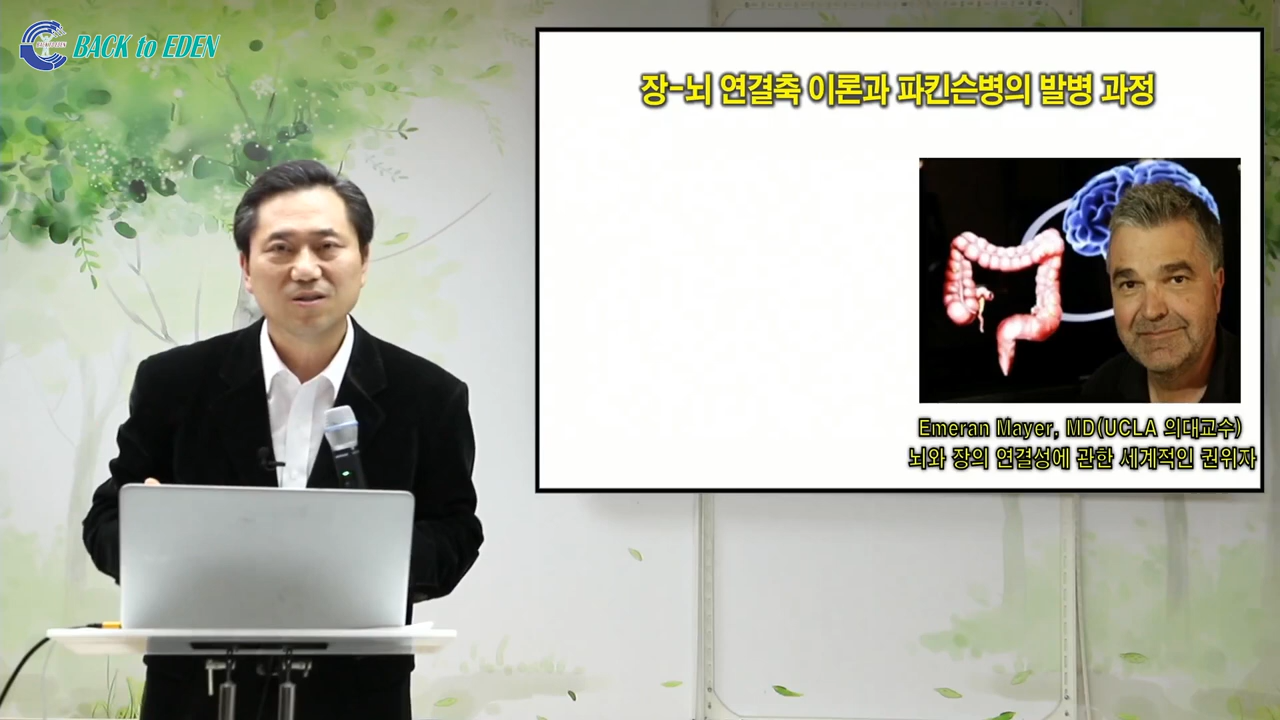 BACK to EDEN
장-뇌 연결축 이론과 파킨슨병의 발병 과정
Emeran Mayer, MD(UCLA 의대교수)
뇌와 장의 연결성에 관한 세계적인 권위자